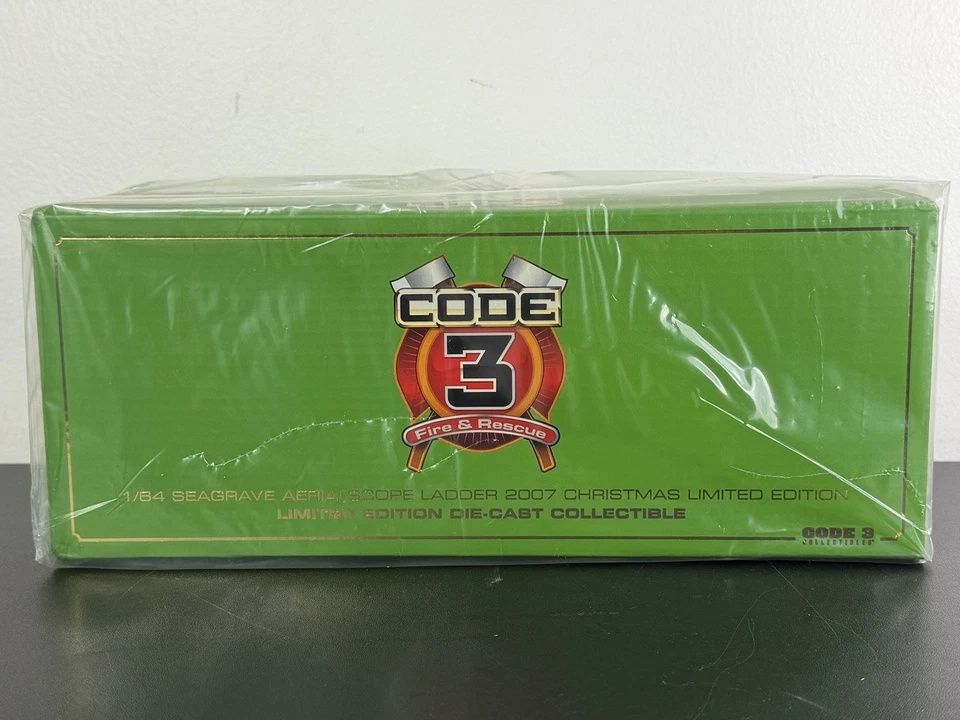 CODE
3
Fire & Rescue
1/64 SEAGRAVE AERIALSCOPE LADDER 2007 CHRISTMAS LIMITED EDITION
LIMITED EDITION DIE-CAST COLLECTIBLE
CODE 3
COLLECTIBLES